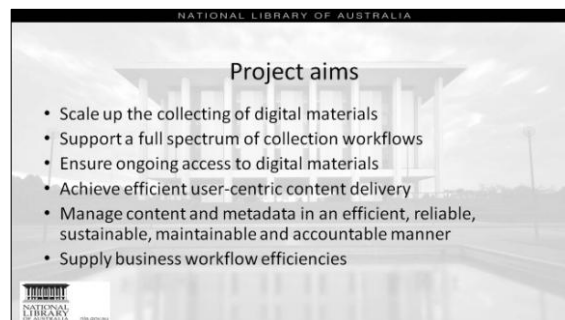 NATIONAL LIBRARY OF AUSTRALIA
Project aims
• Scale up the collecting of digital materials
• Support a full spectrum of collection workflows
• Ensure ongoing access to digital materials
• Achieve efficient user-centric content delivery
• Manage content and metadata in an efficient, reliable,
sustainable, maintainable and accountable manner
• Supply business workflow efficiencies
NATIONAL
LIBRARY
OF AUSTRALIA